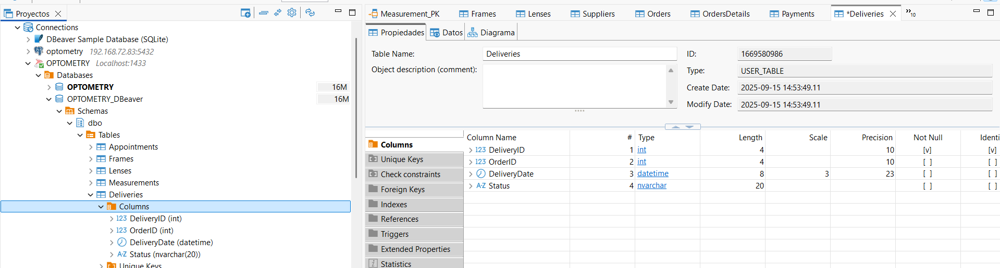 Proyectos
Connections
DBeaver Sample Database (SQLite)
optometry 192.168.72.83:5432
OPTOMETRY Localhost:1433
Databases
OPTOMETRY 16M
OPTOMETRY_DBeaver 16M
Schemas
dbo
Tables
Appointments
Frames
Lenses
Measurements
Deliveries
Columns
123 DeliveryID (int)
123 OrderID (int)
DeliveryDate (datetime)
A-Z Status (nvarchar(20))
Unique Keys
Measurement_PK Frames Lenses Suppliers Orders OrdersDetails Payments *Deliveries »10
Propiedades Datos Diagrama
Table Name: Deliveries
Object description (comment):
ID: 1669580986
Type: USER_TABLE
Create Date: 2025-09-15 14:53:49.11
Modify Date: 2025-09-15 14:53:49.11
Columns
Unique Keys
Check constraints
Foreign Keys
Indexes
References
Triggers
Extended Properties
Statistics
Column Name # Type Length Scale Precision Not Null Identi
123 DeliveryID 1 int 4 10 [v] [v]
123 OrderID 2 int 4 10 [ ] [ ]
DeliveryDate 3 datetime 8 3 23 [ ] [ ]
A-Z Status 4 nvarchar 20 [ ] [ ]